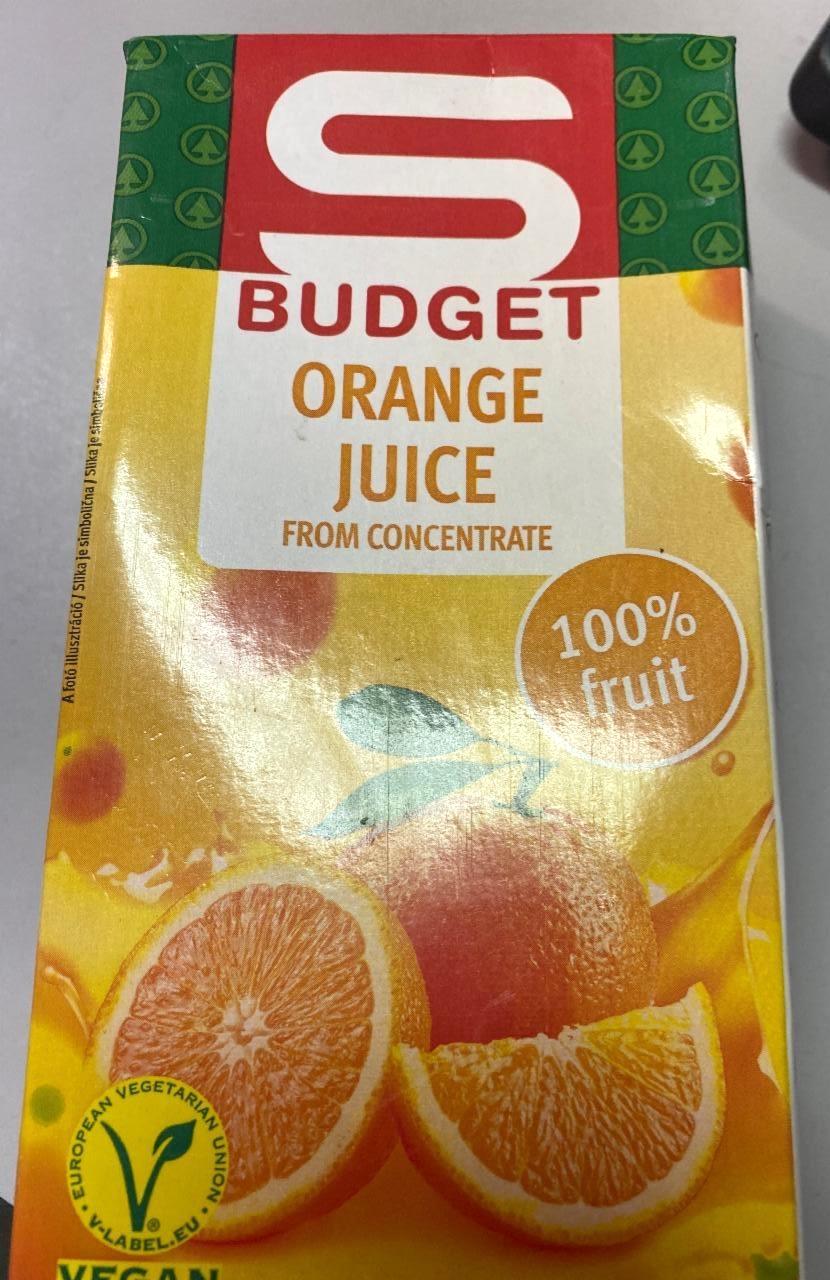 S
BUDGET
ORANGE
JUICE
FROM CONCENTRATE
100%
fruit
A fotó illusztráció / Slika je simbolična / Slika je simbolična
EUROPEAN VEGETARIAN UNION
V-LABEL.EU
®
VEGAN